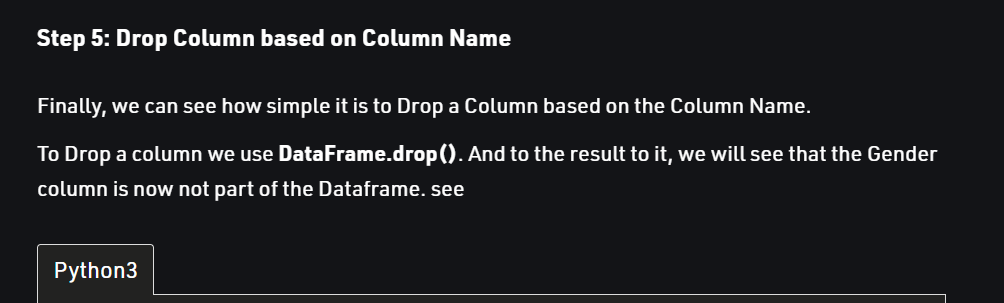 Step 5: Drop Column based on Column Name
Finally, we can see how simple it is to Drop a Column based on the Column Name.
To Drop a column we use DataFrame.drop(). And to the result to it, we will see that the Gender
column is now not part of the Dataframe. see
Python3